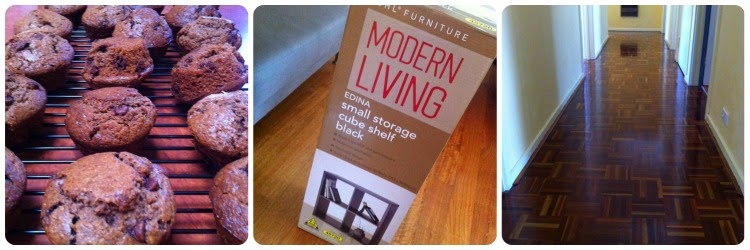 FURNITURE
MODERN
LIVING
EDINA
small storage
cube shelf
black